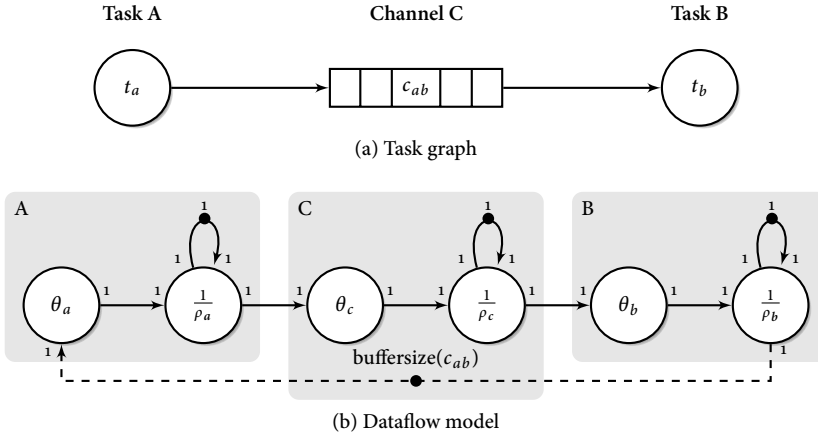 Task A Channel C Task B
t_a c_ab t_b
(a) Task graph
A C B
1 1 1
1 1 1 1 1 1
θ_a 1 1 1/ρ_a 1 1 θ_c 1 1 1/ρ_c 1 1 θ_b 1 1 1/ρ_b
1 buffersize(c_ab) 1
(b) Dataflow model